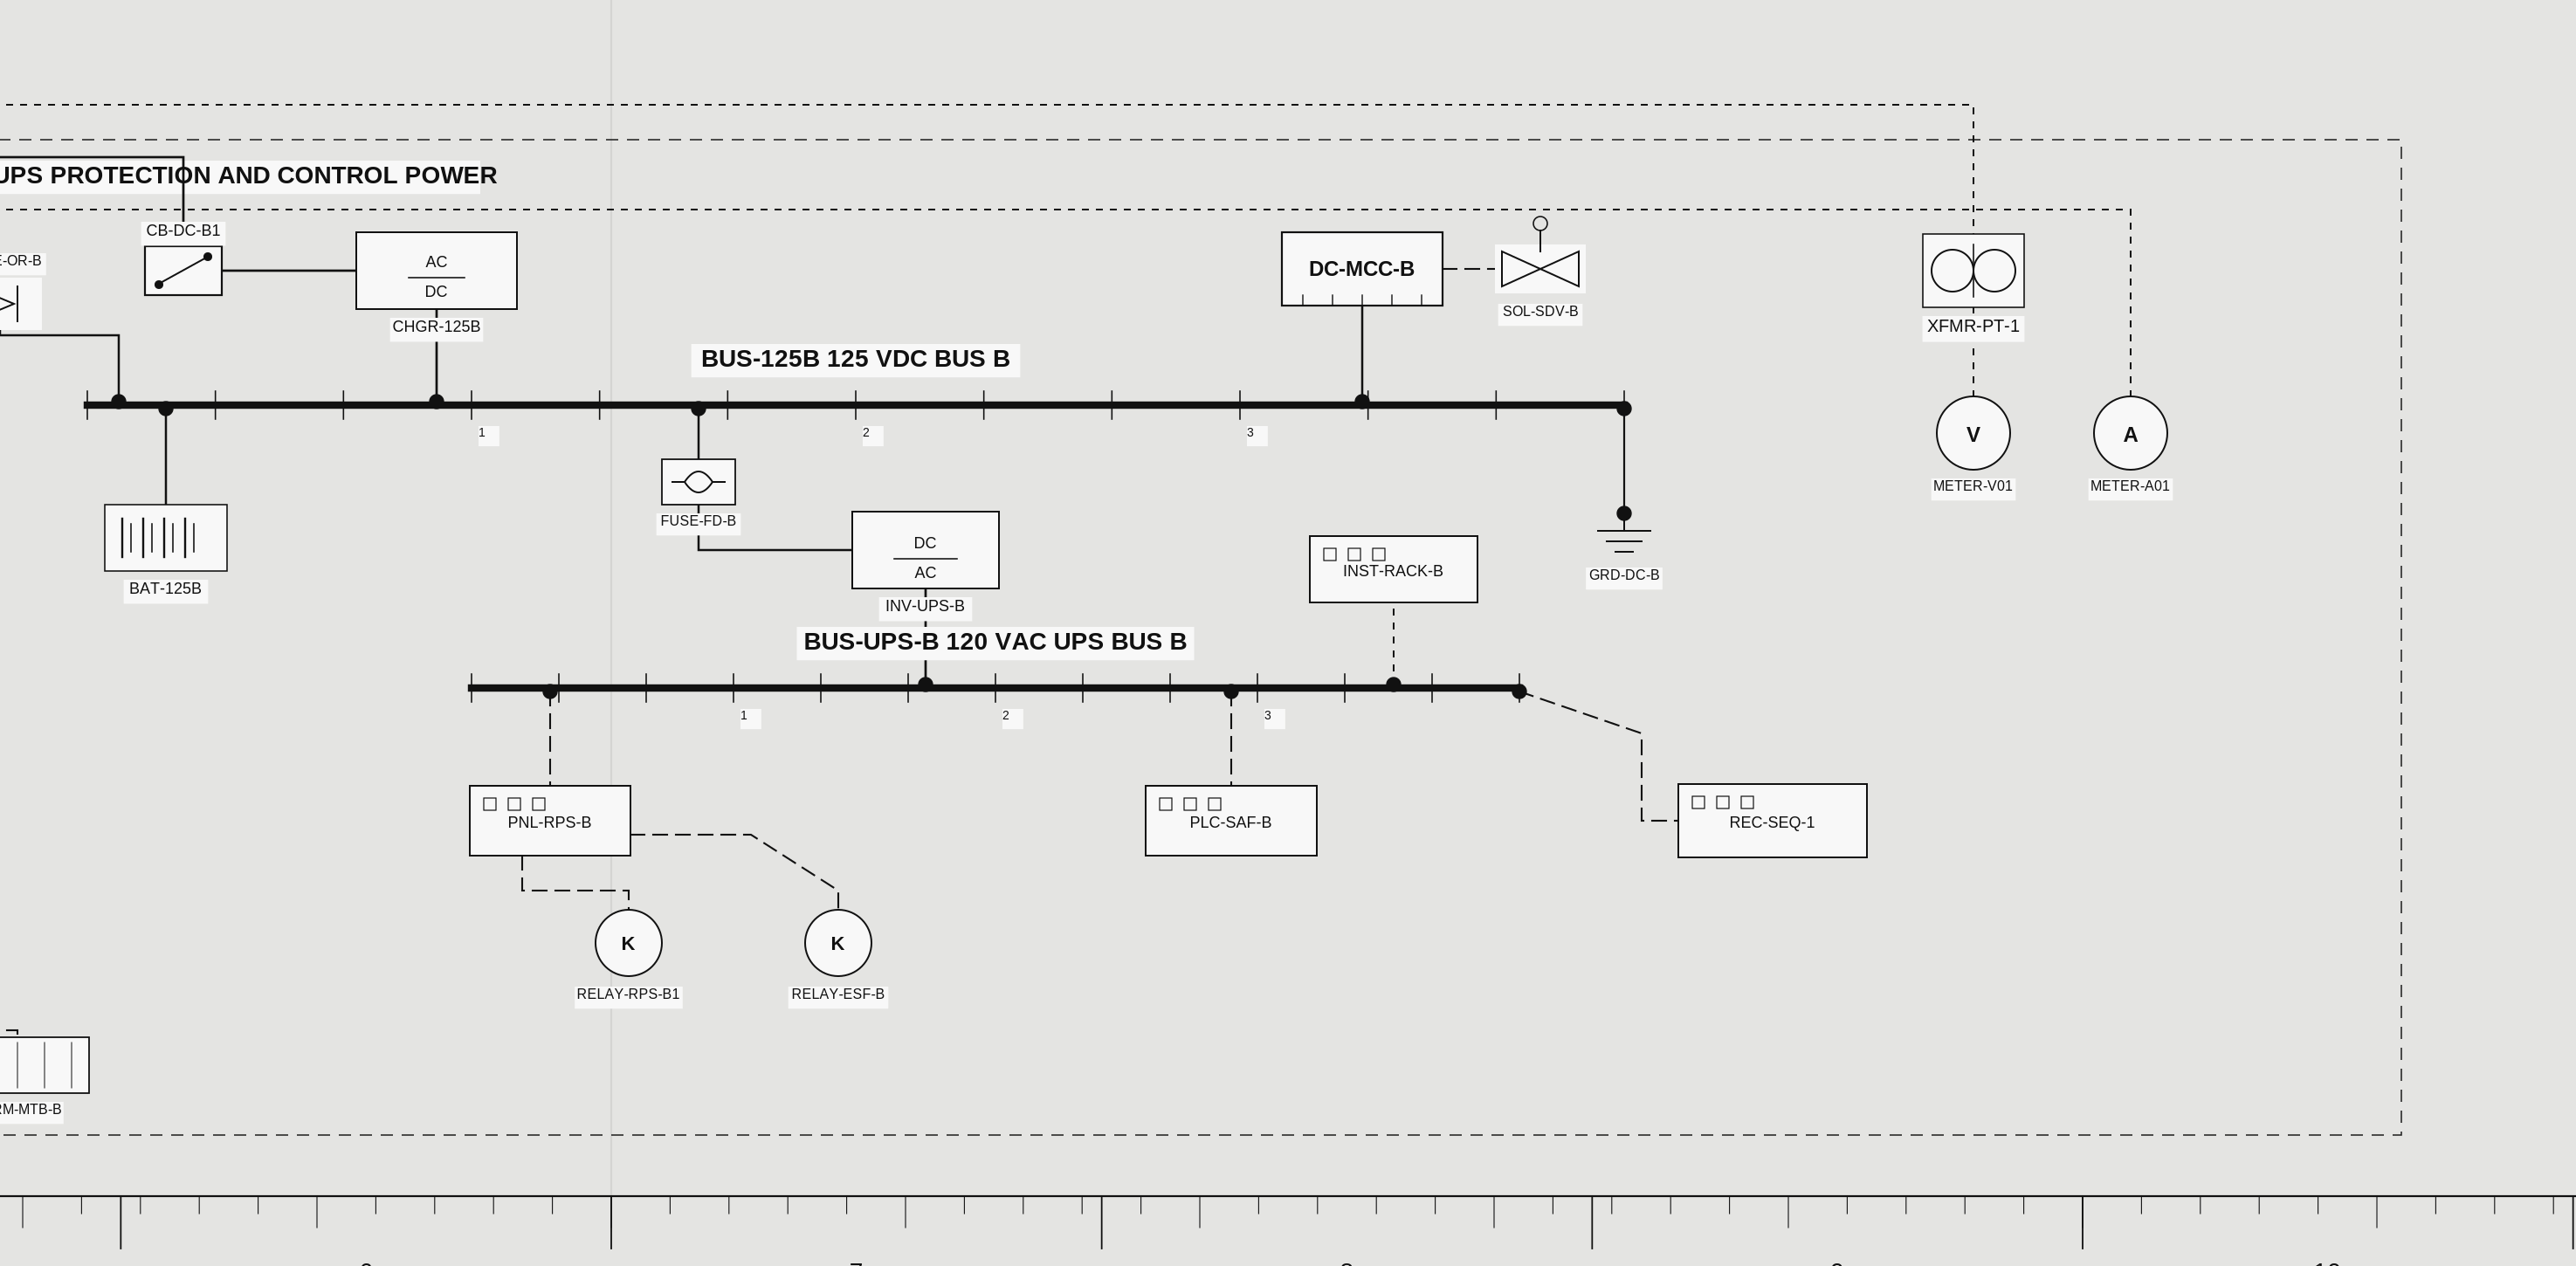 UPS PROTECTION AND CONTROL POWER
CB-DC-B1
E-OR-B
AC
DC
CHGR-125B
DC-MCC-B
SOL-SDV-B
XFMR-PT-1
BUS-125B 125 VDC BUS B
1
2
3
V
A
METER-V01
METER-A01
FUSE-FD-B
DC
AC
INST-RACK-B
GRD-DC-B
BAT-125B
INV-UPS-B
BUS-UPS-B 120 VAC UPS BUS B
1
2
3
PNL-RPS-B
PLC-SAF-B
REC-SEQ-1
K
K
RELAY-RPS-B1
RELAY-ESF-B
RM-MTB-B